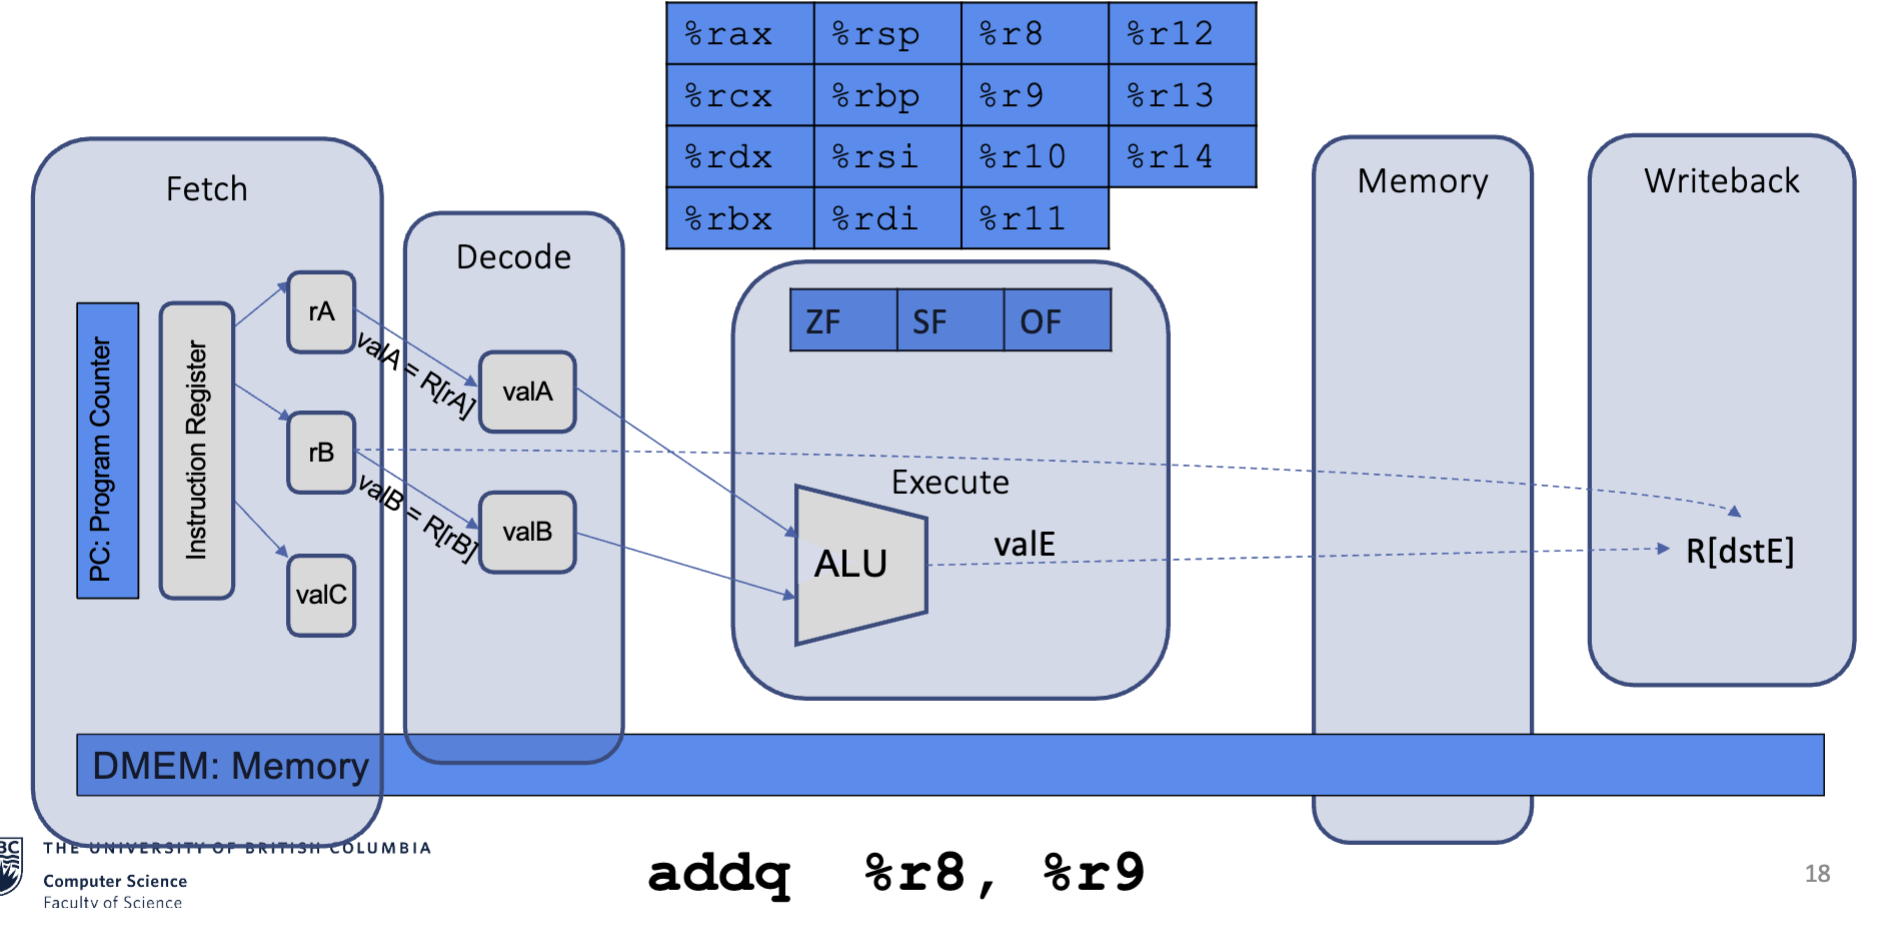 %rax %rsp %r8 %r12
%rcx %rbp %r9 %r13
%rdx %rsi %r10 %r14
%rbx %rdi %r11
Fetch
PC: Program Counter
Instruction Register
rA
rB
valC
valA = R[rA]
valB = R[rB]
Decode
valA
valB
ZF SF OF
Execute
ALU
valE
Memory
Writeback
R[dstE]
DMEM: Memory
BC
THE UNIVERSITY OF BRITISH COLUMBIA
Computer Science
Faculty of Science
addq %r8, %r9
18